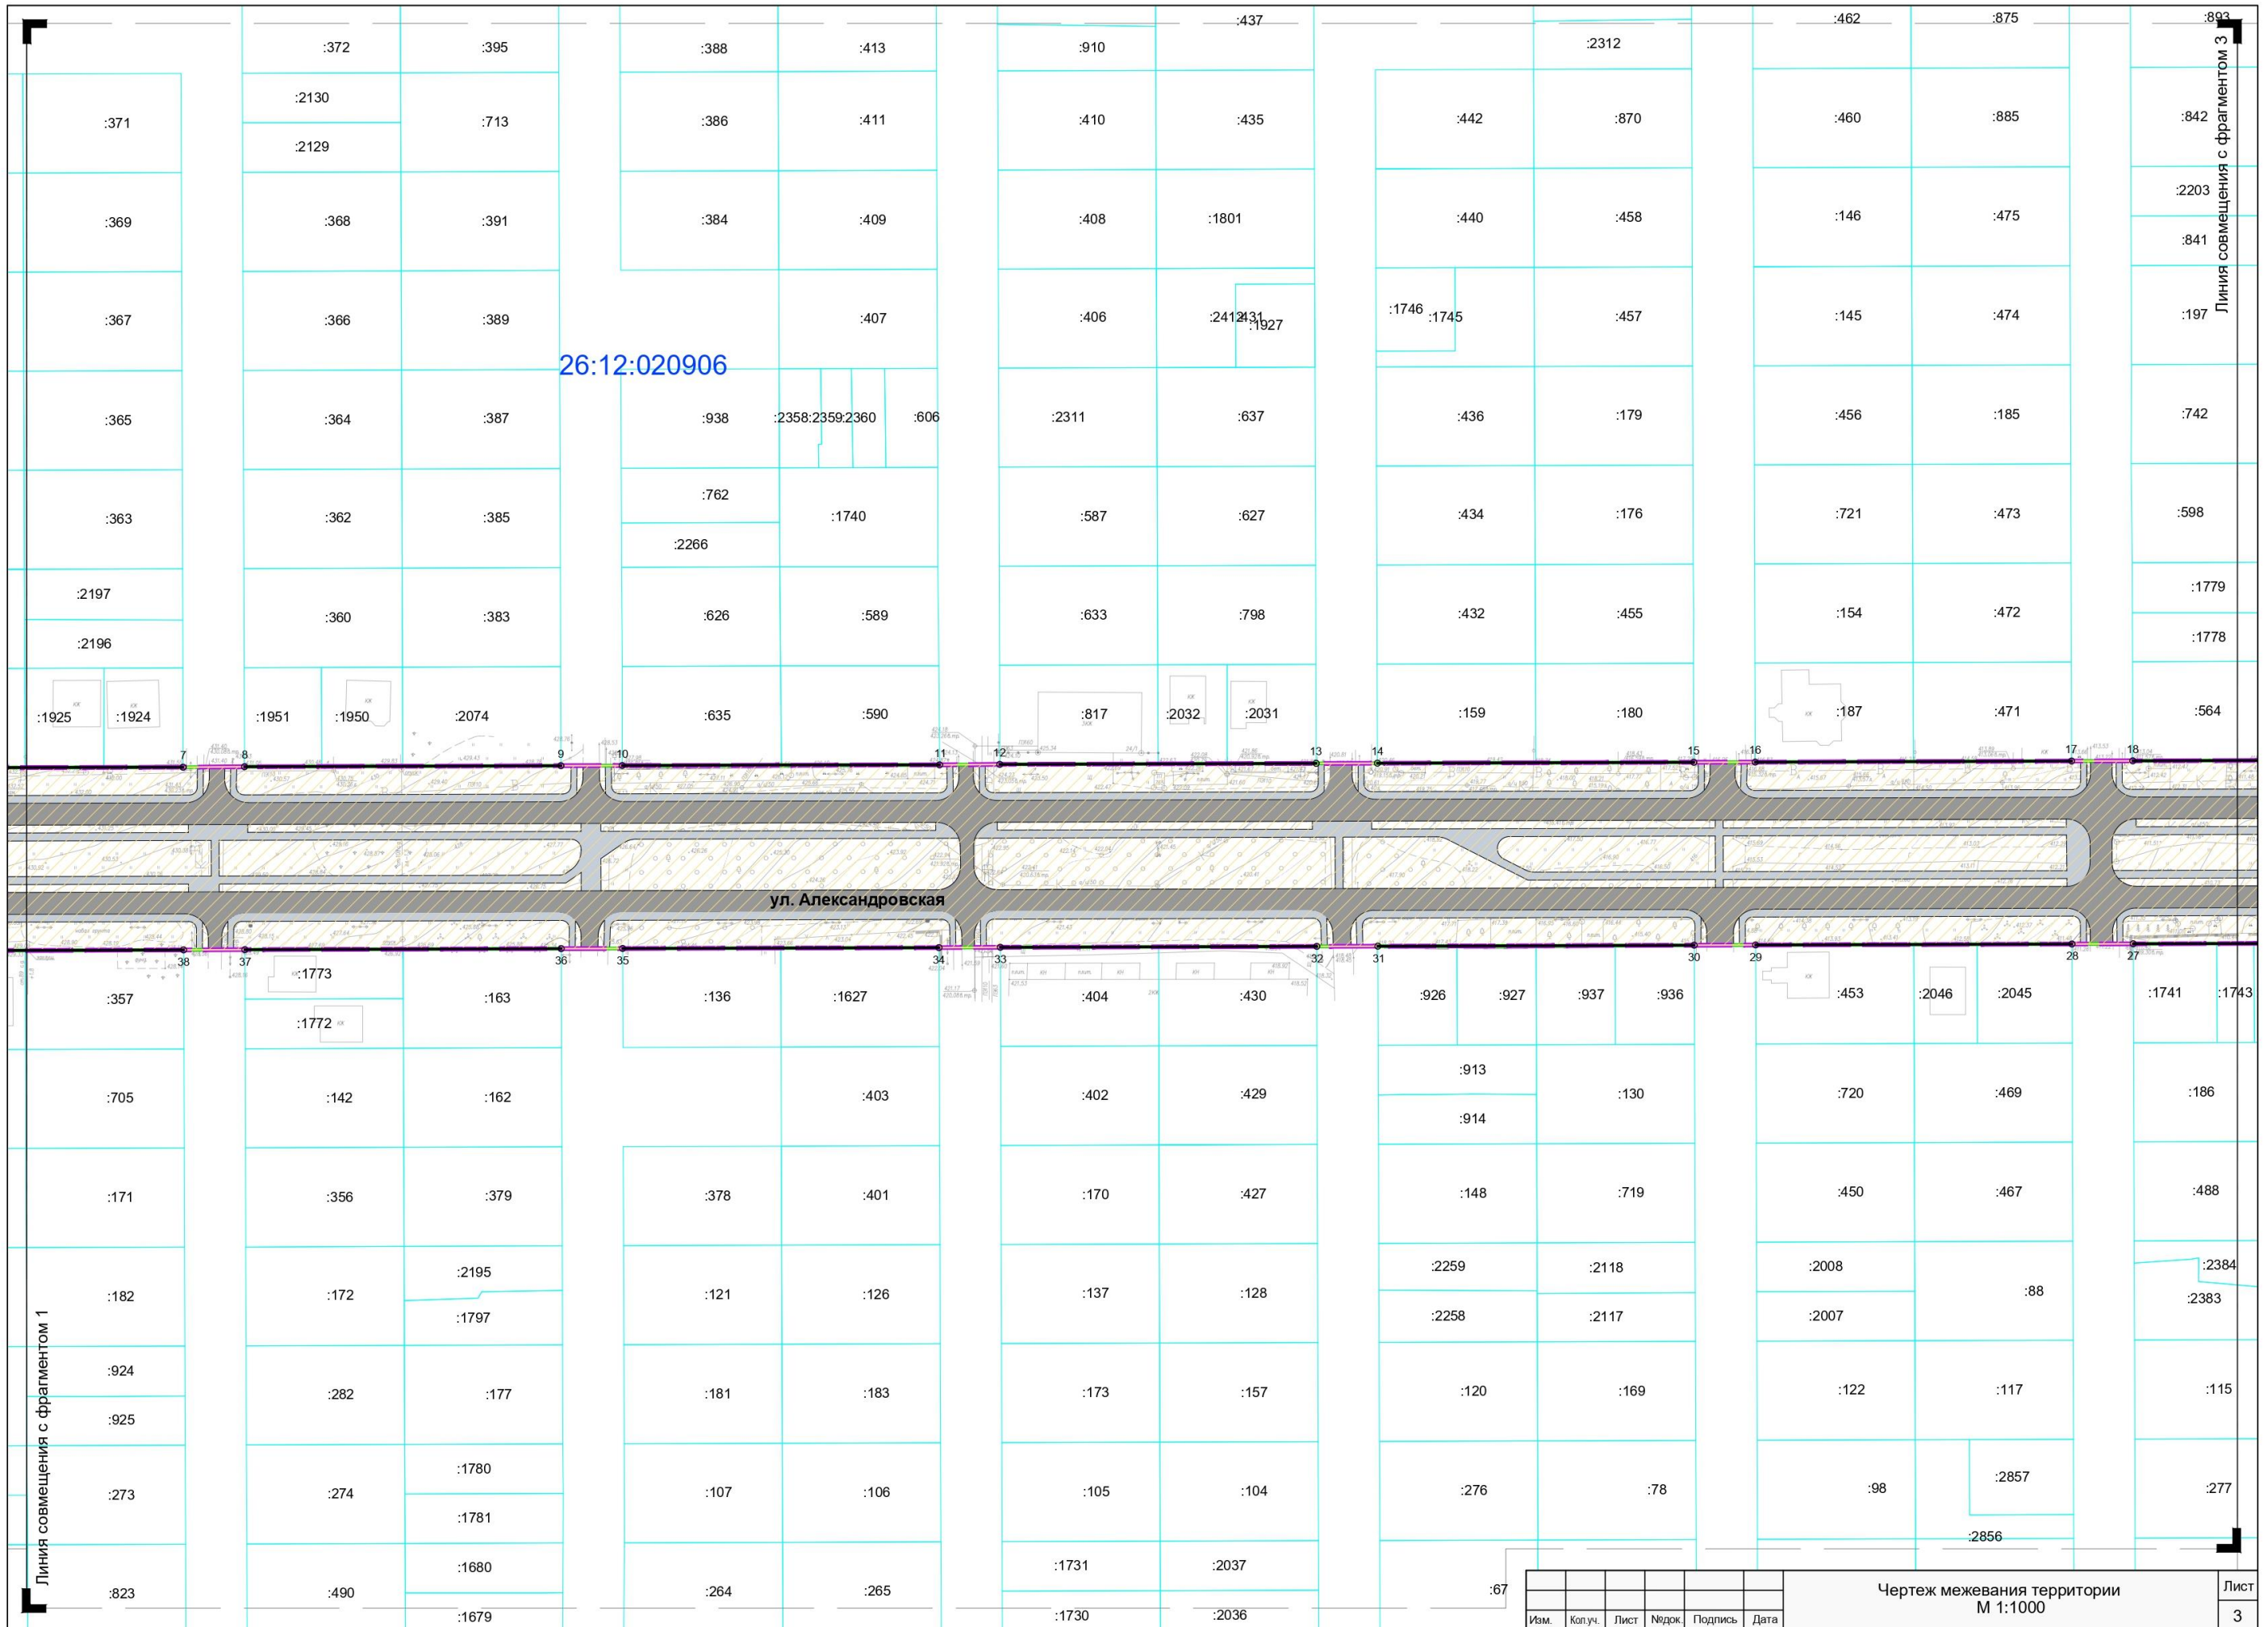 :437 :462 :875 :893
:372 :395 :388 :413 :910 :2312
:2130
:371 :713 :386 :411 :410 :435 :442 :870 :460 :885 :842
:2129
:2203
:369 :368 :391 :384 :409 :408 :1801 :440 :458 :146 :475
:841
Линия совмещения с фрагментом 3
:367 :366 :389 :407 :406 :2412 :431 :1927 :1746 :1745 :457 :145 :474 :197
26:12:020906
:365 :364 :387 :938 :2358 :2359 :2360 :606 :2311 :637 :436 :179 :456 :185 :742
:762
:363 :362 :385 :1740 :587 :627 :434 :176 :721 :473 :598
:2266
:2197 :1779
:360 :383 :626 :589 :633 :798 :432 :455 :154 :472
:2196 :1778
:1925 :1924 :1951 :1950 :2074 :635 :590 :817 :2032 :2031 :159 :180 :187 :471 :564
7 8 9 10 11 12 13 14 15 16 17 18
ул. Александровская
38 37 36 35 34 33 32 31 30 29 28 27
:1773
:357 :163 :136 :1627 :404 :430 :926 :927 :937 :936 :453 :2046 :2045 :1741 :1743
:1772
:913
:705 :142 :162 :403 :402 :429 :130 :720 :469 :186
:914
:171 :356 :379 :378 :401 :170 :427 :148 :719 :450 :467 :488
:2195 :2259 :2118 :2008 :2384
:182 :172 :121 :126 :137 :128 :88 :2383
:1797 :2258 :2117 :2007
:924
:282 :177 :181 :183 :173 :157 :120 :169 :122 :117 :115
:925
:1780 :2857
:273 :274 :107 :106 :105 :104 :276 :78 :98 :277
:1781
:2856
:1680 :1731 :2037
:823 :490 :264 :265 :67
:1679 :1730 :2036
Линия совмещения с фрагментом 1
Чертеж межевания территории
М 1:1000
Лист
3
Изм. Кол.уч. Лист №док. Подпись Дата